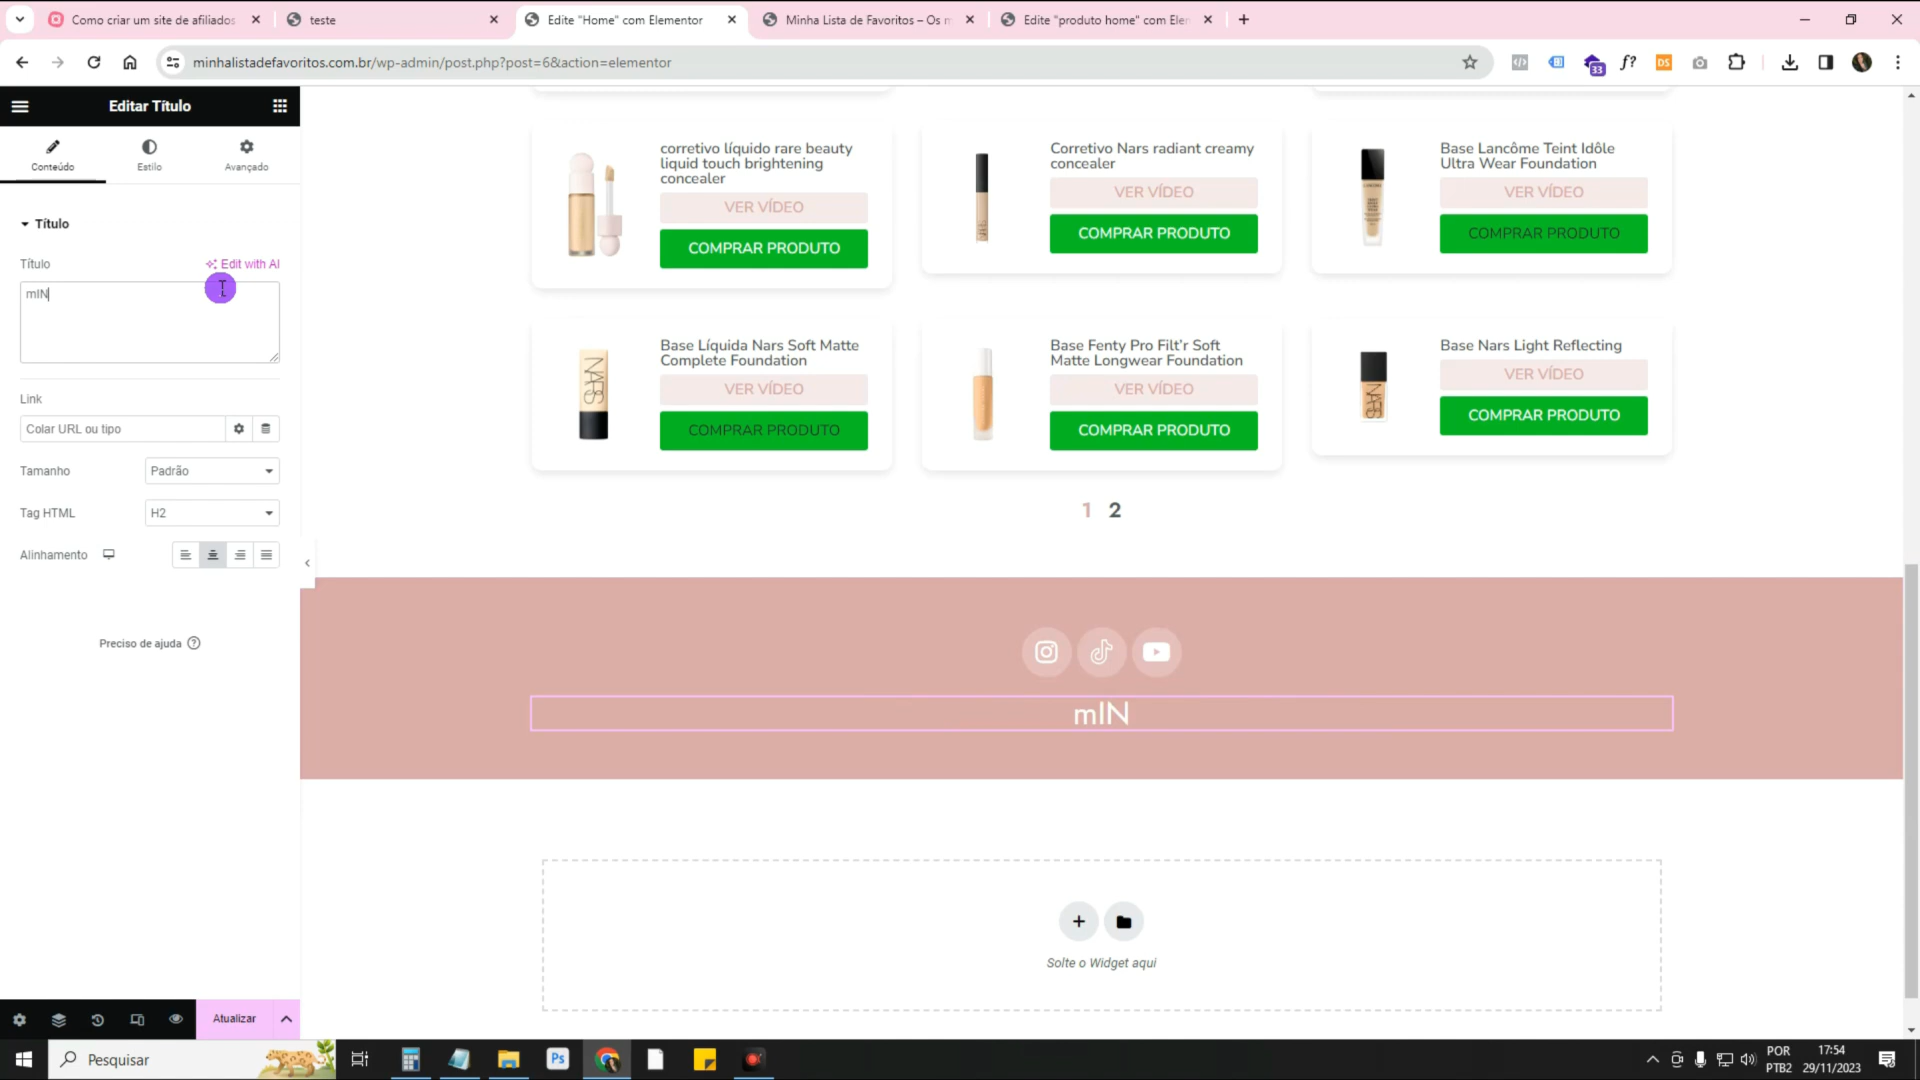 Como criar um site de afiliados
teste
Edite "Home" com Elementor
Minha Lista de Favoritos – Os m
Edite "produto home" com Eler
minhalistadefavoritos.com.br/wp-admin/post.php?post=6&action=elementor
f?
DS
33
Editar Título
Conteúdo
Estilo
Avançado
Título
Título
Edit with AI
mIN
Link
Colar URL ou tipo
Tamanho
Padrão
Tag HTML
H2
Alinhamento
Preciso de ajuda
Atualizar
corretivo líquido rare beauty
liquid touch brightening
concealer
VER VÍDEO
COMPRAR PRODUTO
Corretivo Nars radiant creamy
concealer
VER VÍDEO
COMPRAR PRODUTO
Base Lancôme Teint Idôle
Ultra Wear Foundation
VER VÍDEO
COMPRAR PRODUTO
NARS
Base Líquida Nars Soft Matte
Complete Foundation
VER VÍDEO
COMPRAR PRODUTO
Base Fenty Pro Filt’r Soft
Matte Longwear Foundation
VER VÍDEO
COMPRAR PRODUTO
NARS
Base Nars Light Reflecting
VER VÍDEO
COMPRAR PRODUTO
1 2
mIN
Solte o Widget aqui
Pesquisar
Ps
POR
PTB2
17:54
29/11/2023